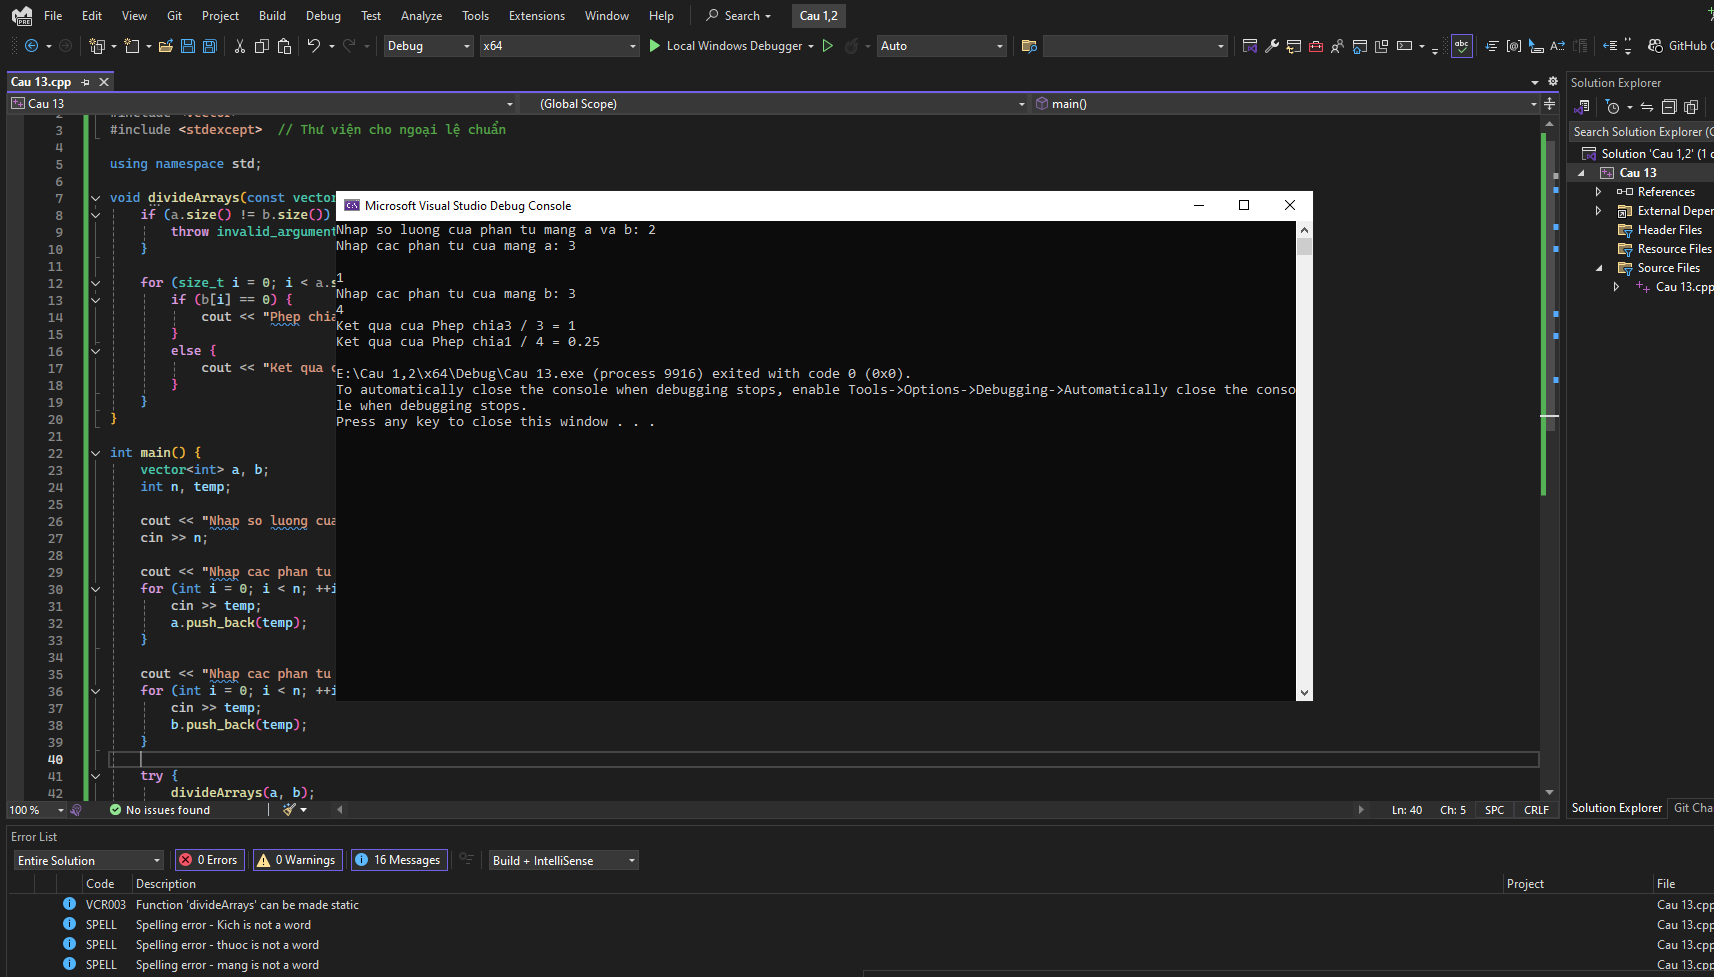 File Edit View Git Project Build Debug Test Analyze Tools Extensions Window Help Search Cau 1,2
Debug x64 Local Windows Debugger Auto GitHub
Cau 13.cpp
Cau 13 (Global Scope) main()
3 #include <stdexcept> // Thư viện cho ngoại lệ chuẩn
4
5 using namespace std;
6
7 void divideArrays(const vector
8 if (a.size() != b.size())
9 throw invalid_argument
10 }
11
12 for (size_t i = 0; i < a.s
13 if (b[i] == 0) {
14 cout << "Phep chia
15 }
16 else {
17 cout << "Ket qua c
18 }
19 }
20 }
21
22 int main() {
23 vector<int> a, b;
24 int n, temp;
25
26 cout << "Nhap so luong cua
27 cin >> n;
28
29 cout << "Nhap cac phan tu
30 for (int i = 0; i < n; ++i
31 cin >> temp;
32 a.push_back(temp);
33 }
34
35 cout << "Nhap cac phan tu
36 for (int i = 0; i < n; ++i
37 cin >> temp;
38 b.push_back(temp);
39 }
40
41 try {
42 divideArrays(a, b);
Microsoft Visual Studio Debug Console
Nhap so luong cua phan tu mang a va b: 2
Nhap cac phan tu cua mang a: 3
1
Nhap cac phan tu cua mang b: 3
4
Ket qua cua Phep chia3 / 3 = 1
Ket qua cua Phep chia1 / 4 = 0.25
E:\Cau 1,2\x64\Debug\Cau 13.exe (process 9916) exited with code 0 (0x0).
To automatically close the console when debugging stops, enable Tools->Options->Debugging->Automatically close the conso
le when debugging stops.
Press any key to close this window . . .
Solution Explorer
Search Solution Explorer (C
Solution 'Cau 1,2' (1 c
Cau 13
References
External Deper
Header Files
Resource Files
Source Files
Cau 13.cpp
Solution Explorer Git Cha
100 % No issues found Ln: 40 Ch: 5 SPC CRLF
Error List
Entire Solution 0 Errors 0 Warnings 16 Messages Build + IntelliSense
Code Description Project File
VCR003 Function 'divideArrays' can be made static Cau 13.cpp
SPELL Spelling error - Kich is not a word Cau 13.cpp
SPELL Spelling error - thuoc is not a word Cau 13.cpp
SPELL Spelling error - mang is not a word Cau 13.cpp